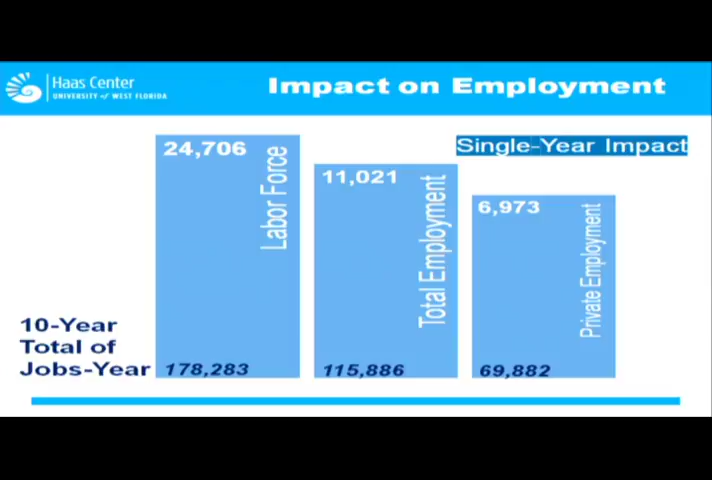 Haas Center
UNIVERSITY of WEST FLORIDA
Impact on Employment
Single-Year Impact
24,706
Labor Force
11,021
Total Employment
6,973
Private Employment
10-Year
Total of
Jobs-Year
178,283
115,886
69,882